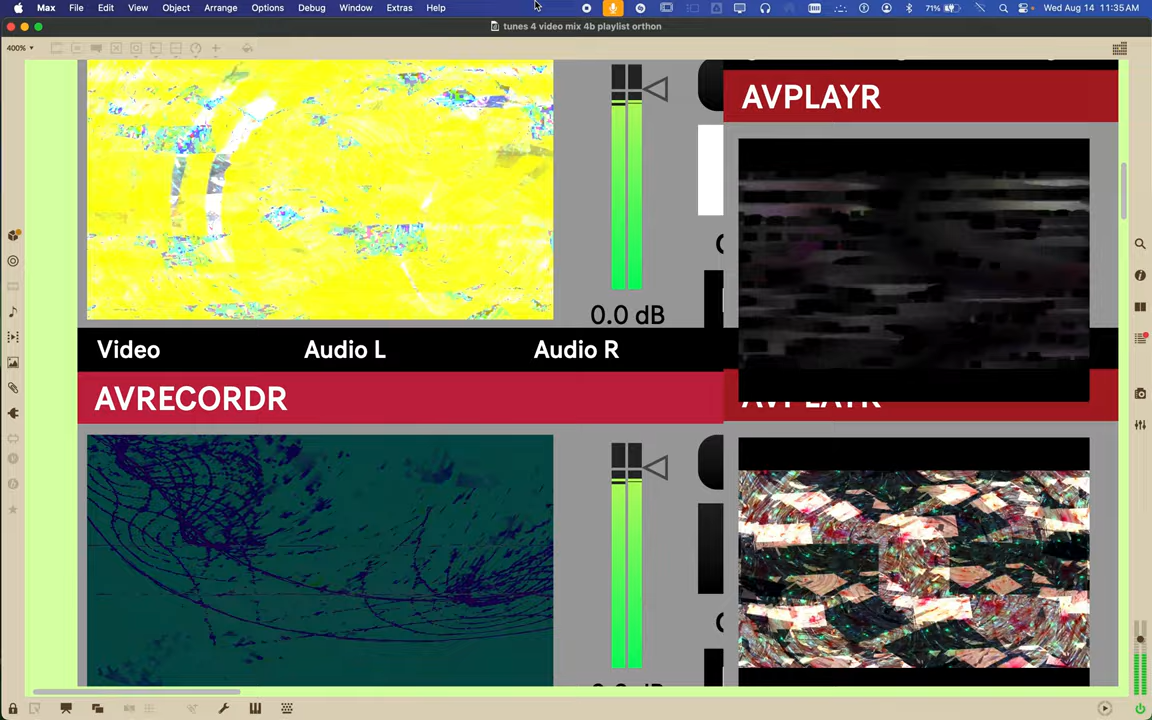 Max File Edit View Object Arrange Options Debug Window Extras Help 71% Wed Aug 14 11:35 AM
tunes 4 video mix 4b playlist orthon
400%
AVPLAYR
0.0 dB
Video Audio L Audio R
AVRECORDR
AVPLAYR